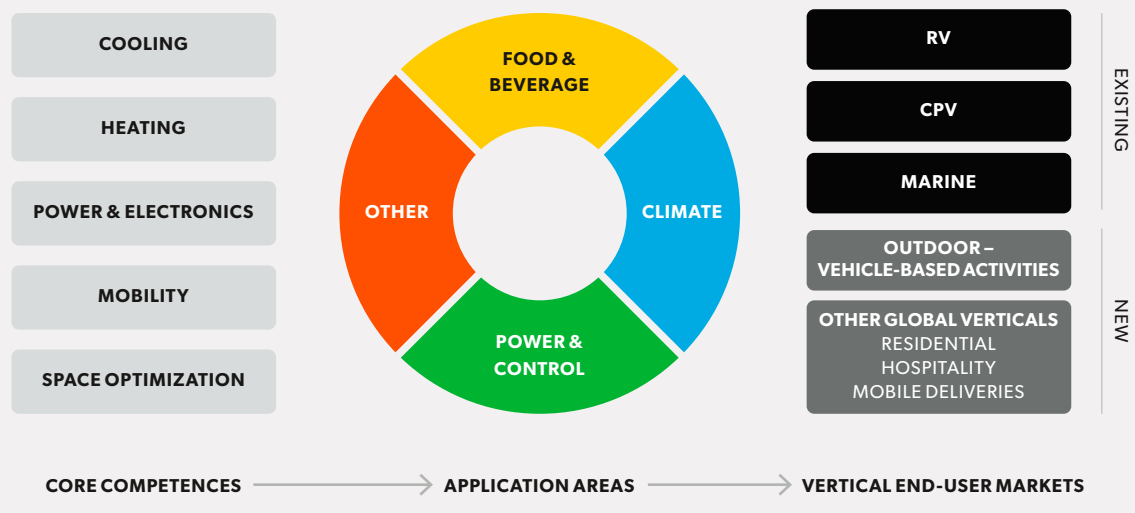 COOLING
HEATING
POWER & ELECTRONICS
MOBILITY
SPACE OPTIMIZATION
FOOD &
BEVERAGE
OTHER
CLIMATE
POWER &
CONTROL
RV
CPV
MARINE
EXISTING
OUTDOOR –
VEHICLE-BASED ACTIVITIES
OTHER GLOBAL VERTICALS
RESIDENTIAL
HOSPITALITY
MOBILE DELIVERIES
NEW
CORE COMPETENCES
APPLICATION AREAS
VERTICAL END-USER MARKETS